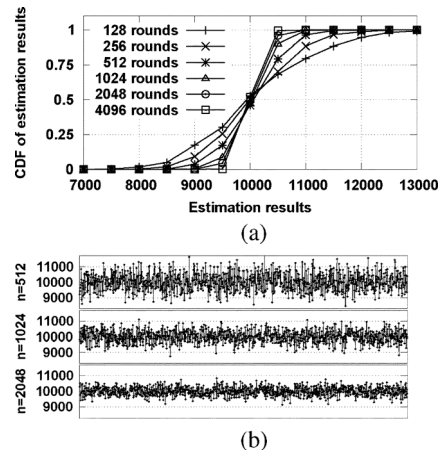 CDF of estimation results
1
0.75
0.5
0.25
0
128 rounds
256 rounds
512 rounds
1024 rounds
2048 rounds
4096 rounds
7000 8000 9000 10000 11000 12000 13000
Estimation results
(a)
n=512
11000
10000
9000
n=1024
11000
10000
9000
n=2048
11000
10000
9000
(b)